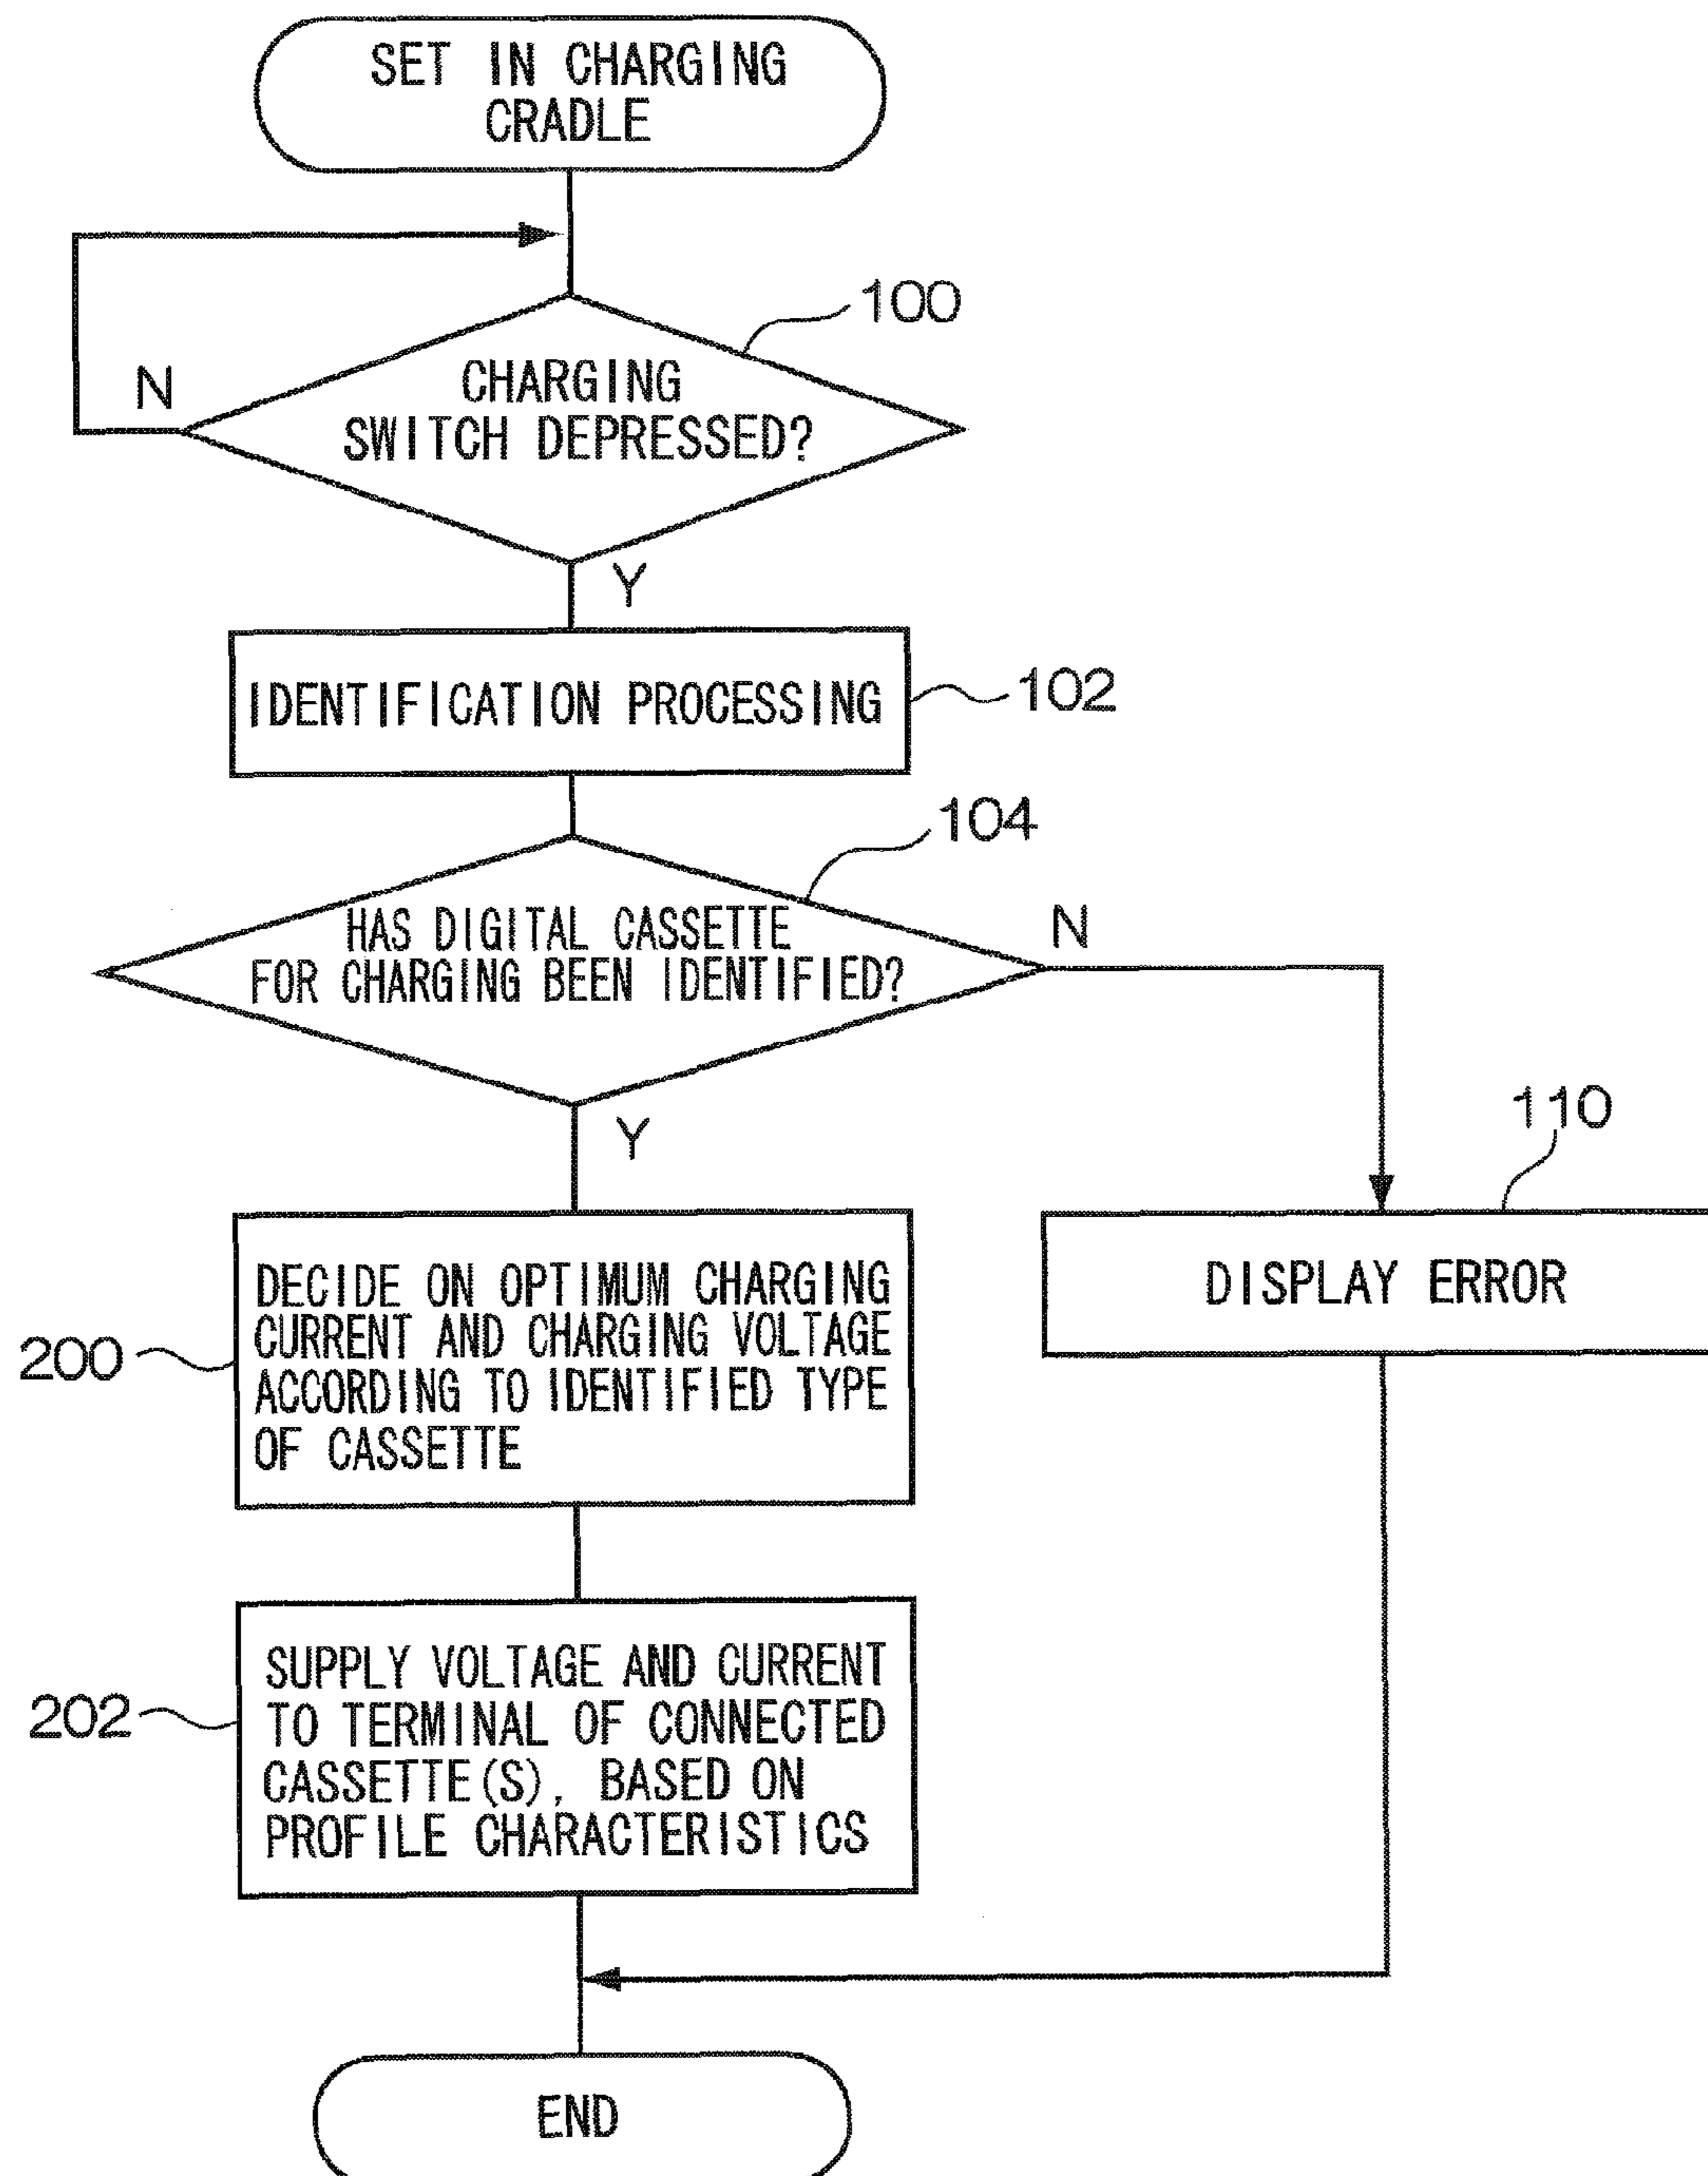 SET IN CHARGING
CRADLE
100
N
CHARGING
SWITCH DEPRESSED?
Y
IDENTIFICATION PROCESSING
102
104
HAS DIGITAL CASSETTE
FOR CHARGING BEEN IDENTIFIED?
N
Y
110
DISPLAY ERROR
200
DECIDE ON OPTIMUM CHARGING
CURRENT AND CHARGING VOLTAGE
ACCORDING TO IDENTIFIED TYPE
OF CASSETTE
202
SUPPLY VOLTAGE AND CURRENT
TO TERMINAL OF CONNECTED
CASSETTE(S), BASED ON
PROFILE CHARACTERISTICS
END